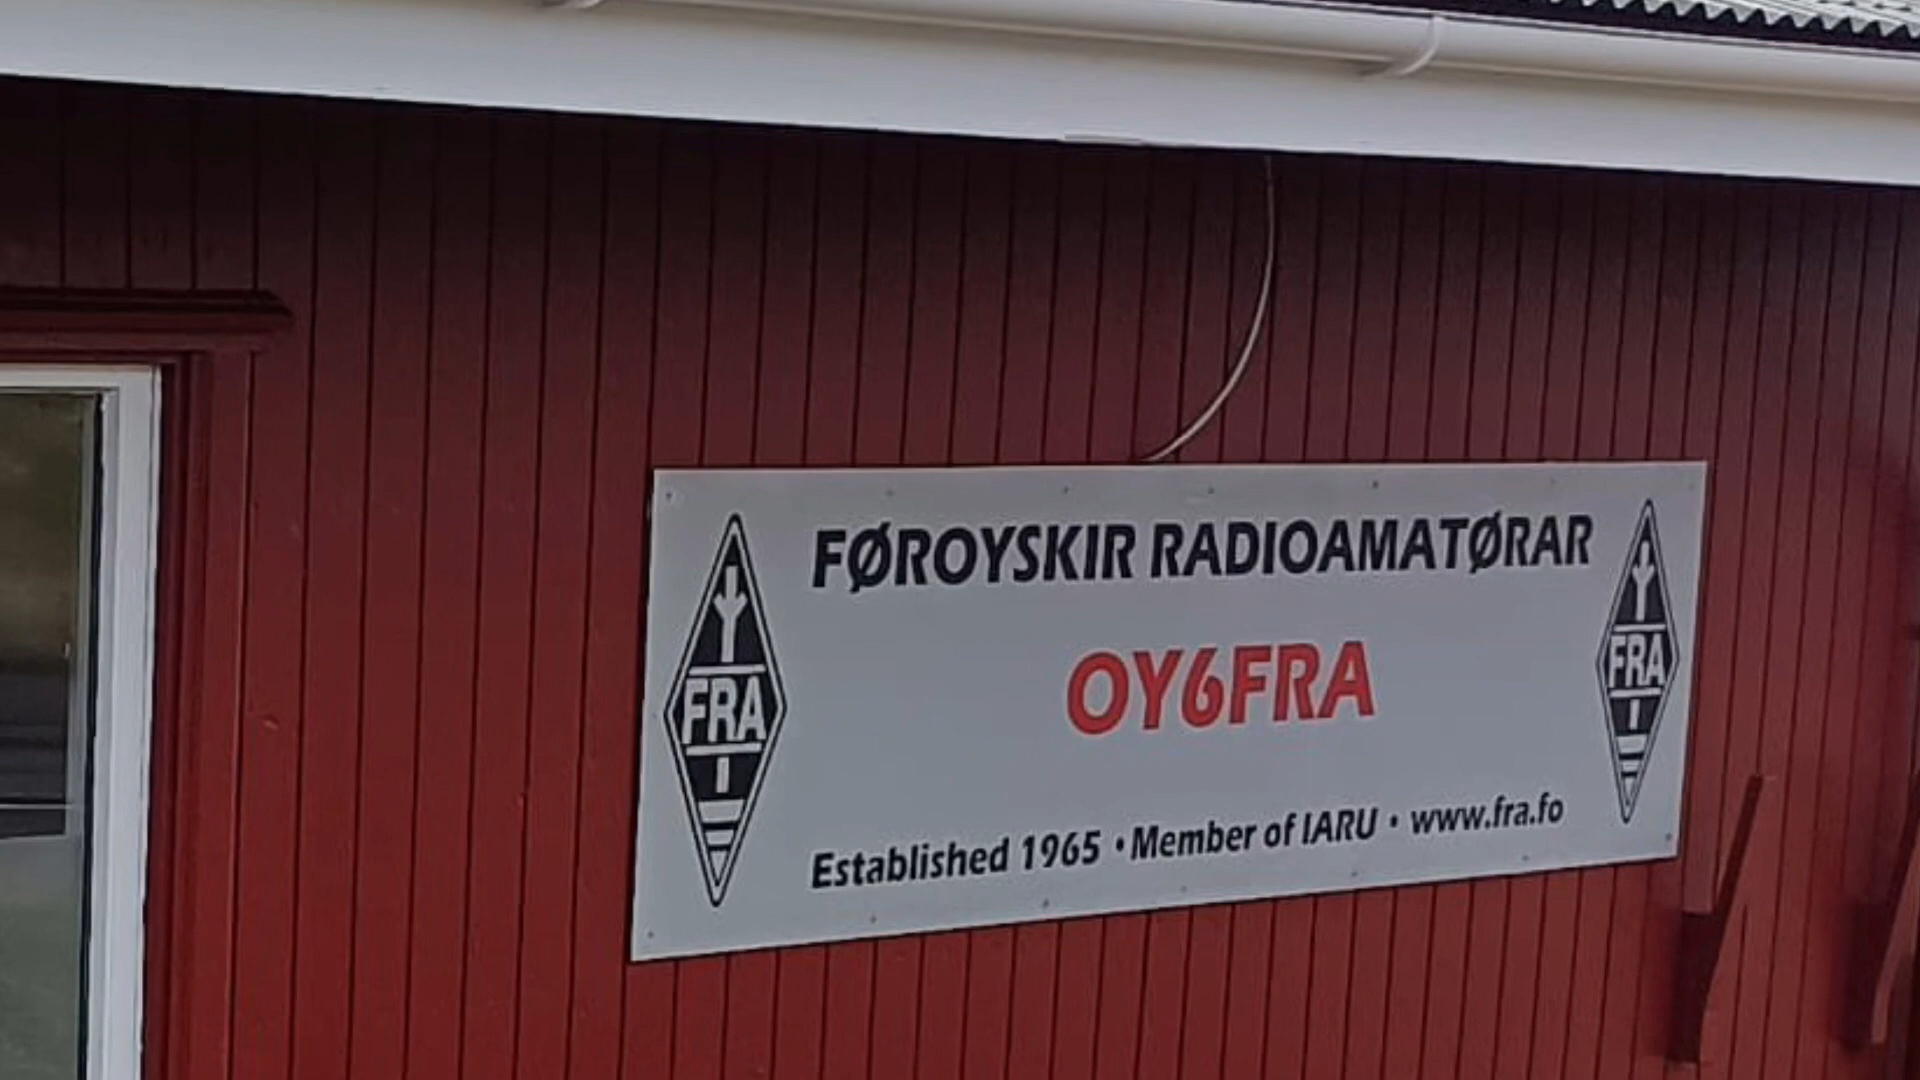 FØROYSKIR RADIOAMATØRAR
FRA
OY6FRA
FRA
Established 1965 • Member of IARU • www.fra.fo